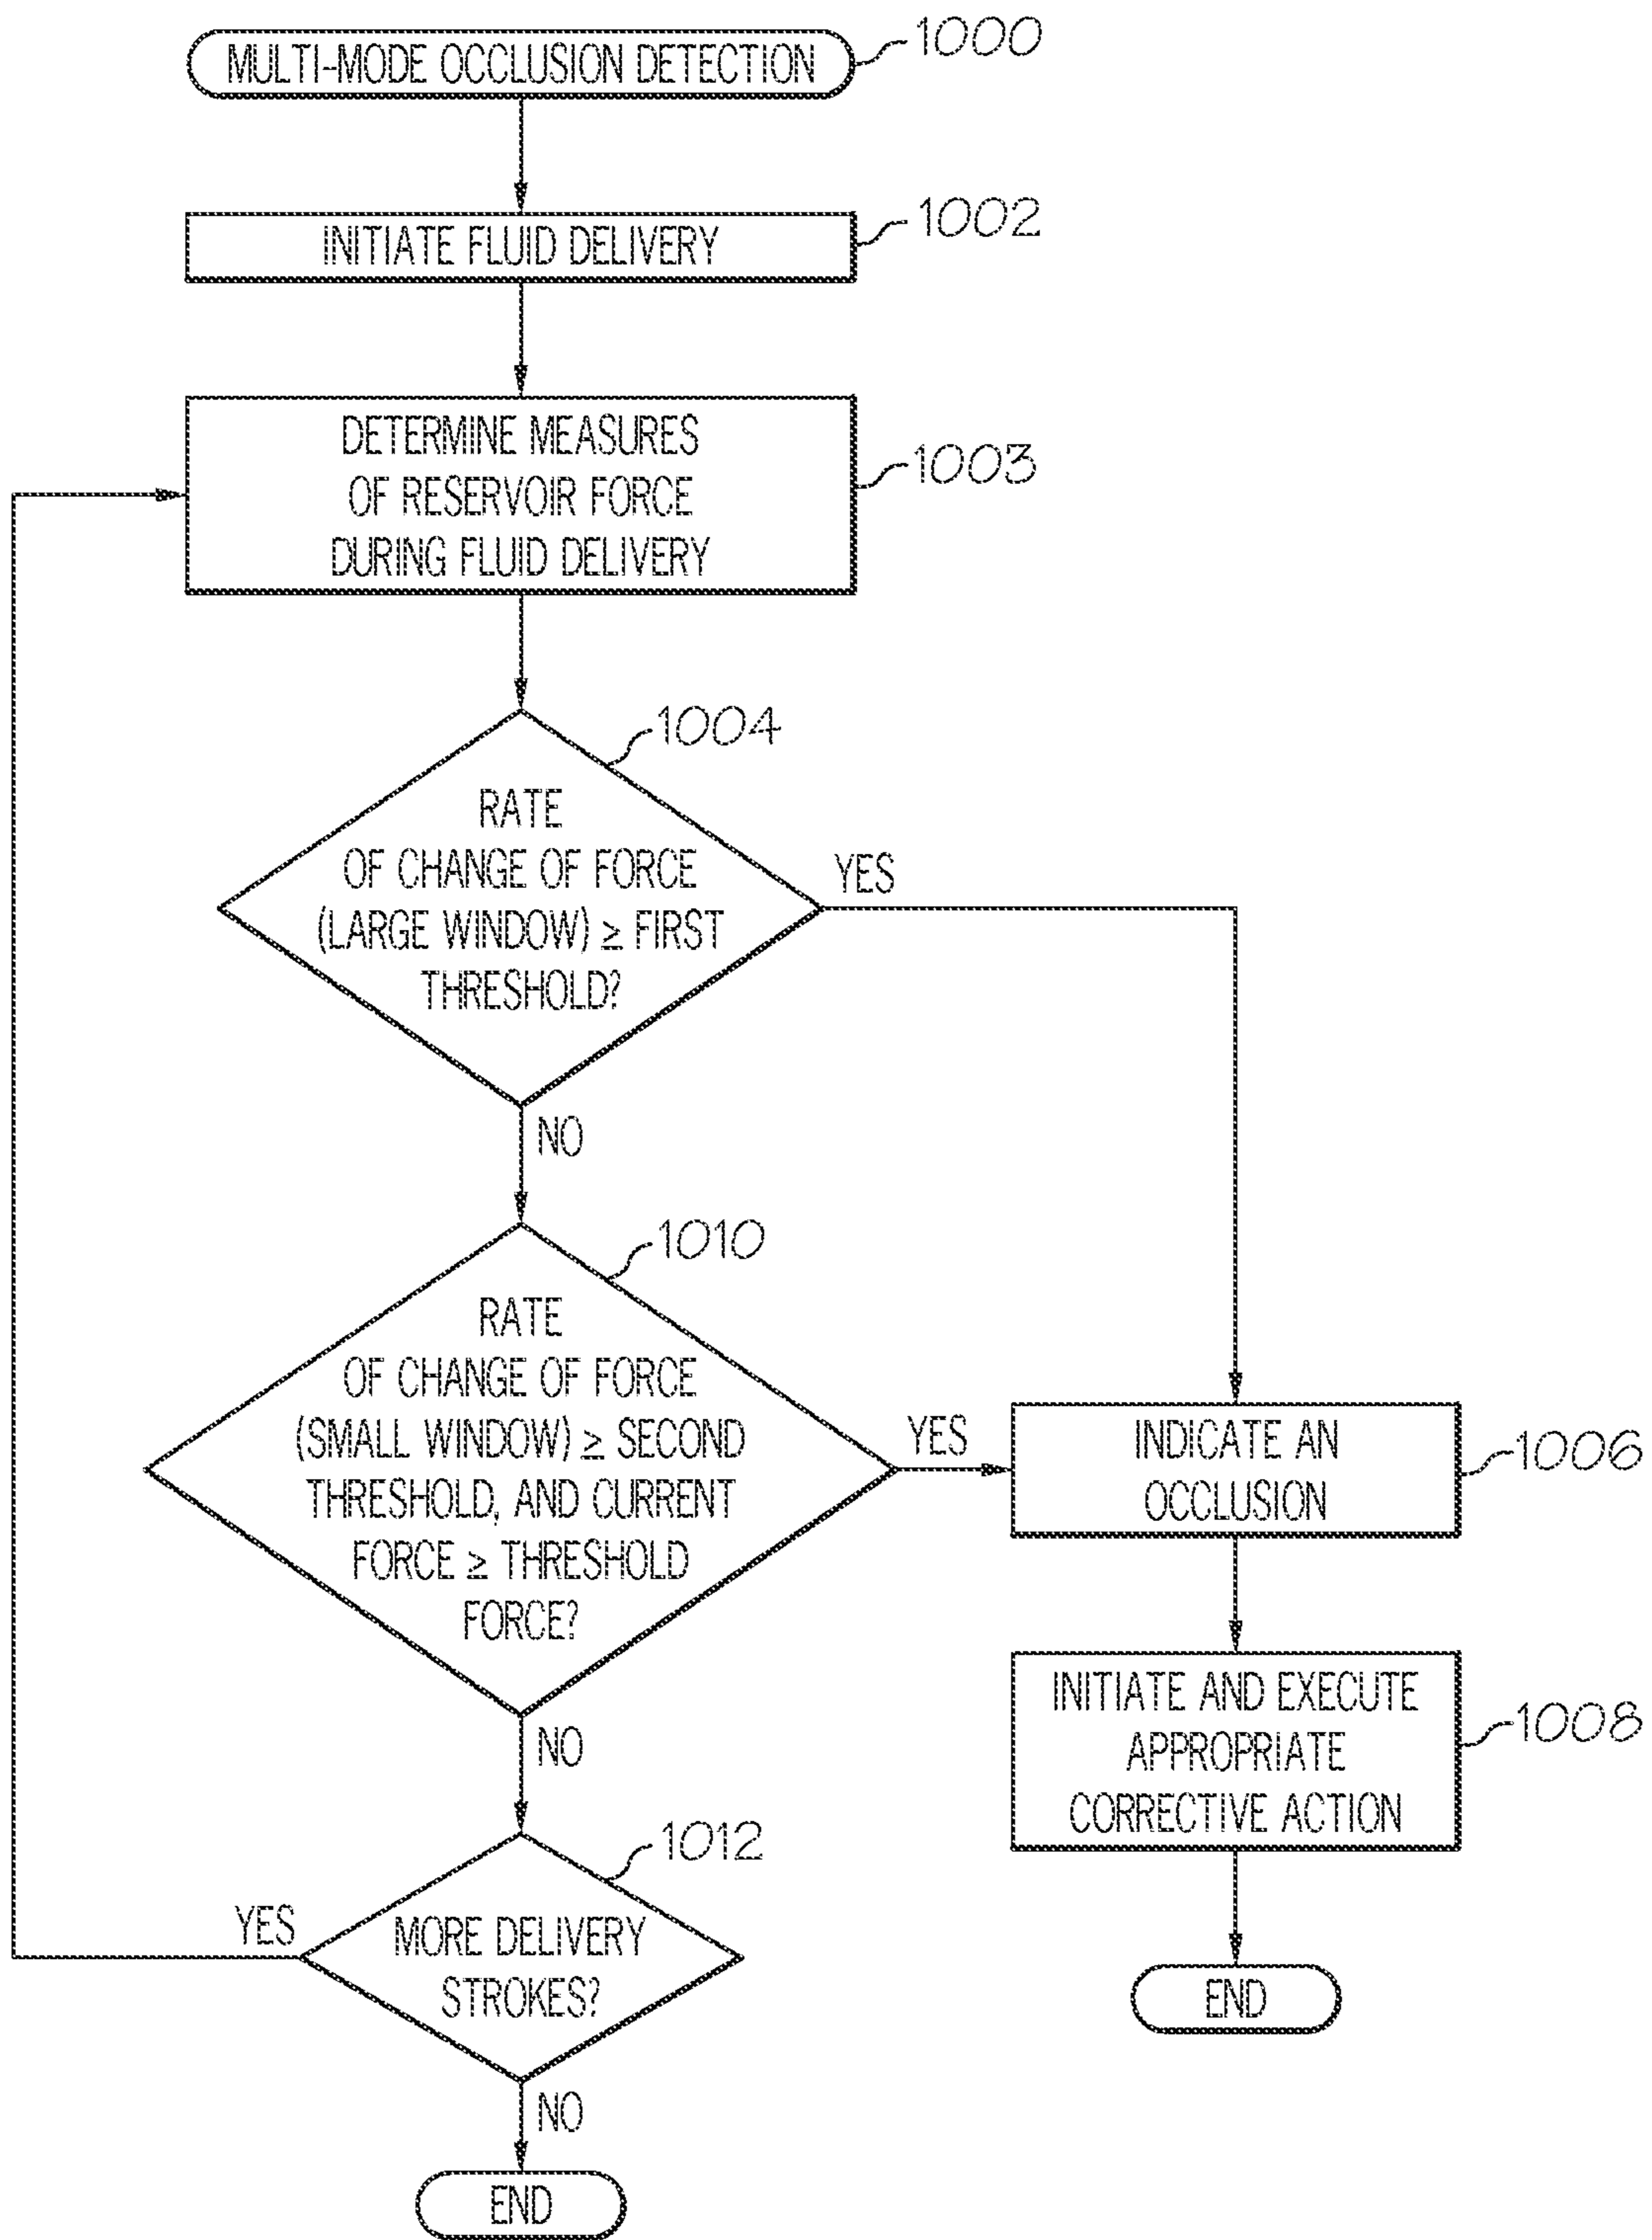 MULTI-MODE OCCLUSION DETECTION
1000
INITIATE FLUID DELIVERY
1002
DETERMINE MEASURES
OF RESERVOIR FORCE
DURING FLUID DELIVERY
1003
1004
RATE
OF CHANGE OF FORCE
(LARGE WINDOW) ≥ FIRST
THRESHOLD?
YES
NO
1010
RATE
OF CHANGE OF FORCE
(SMALL WINDOW) ≥ SECOND
THRESHOLD, AND CURRENT
FORCE ≥ THRESHOLD
FORCE?
YES
INDICATE AN
OCCLUSION
1006
NO
INITIATE AND EXECUTE
APPROPRIATE
CORRECTIVE ACTION
1008
1012
MORE DELIVERY
STROKES?
YES
END
NO
END